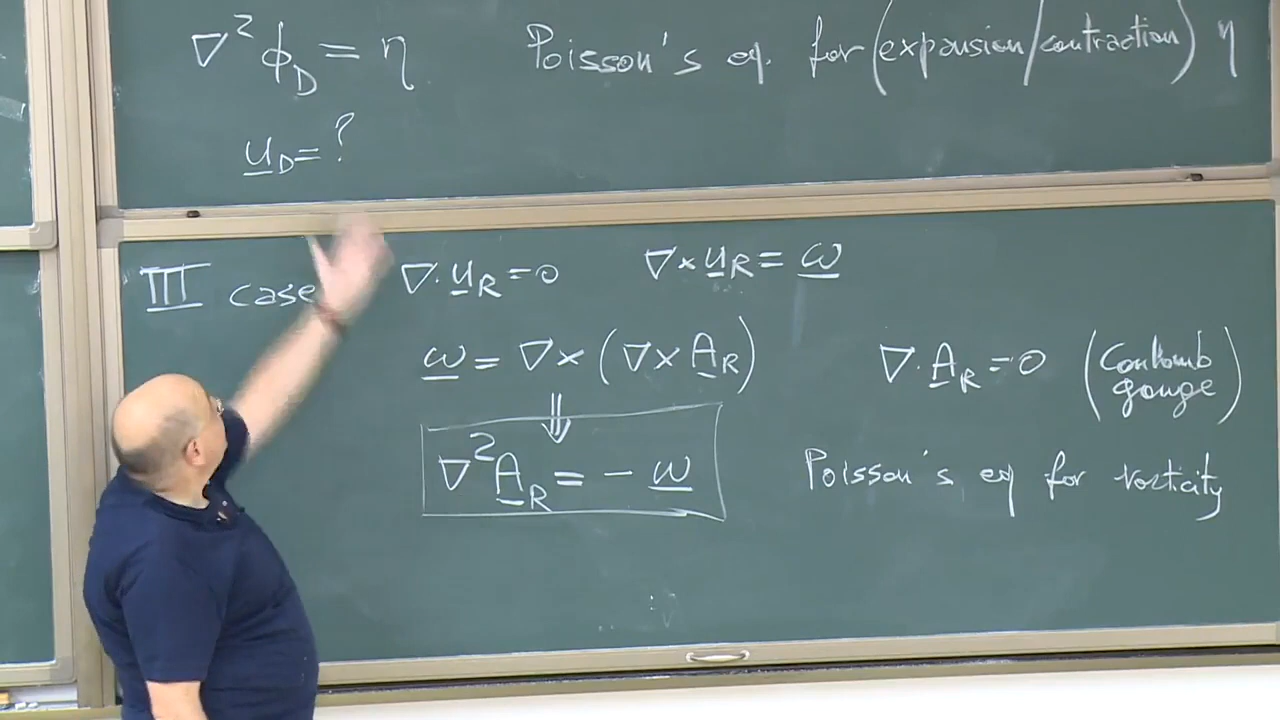 ∇²ϕ_D = η Poisson's eq. for (expansion/contraction) η
u_D = ?
III case ∇·u_R = 0 ∇×u_R = ω
ω = ∇×(∇×A_R) ∇·A_R = 0 (Coulomb gauge)
⇓
∇²A_R = −ω Poisson's eq for vorticity